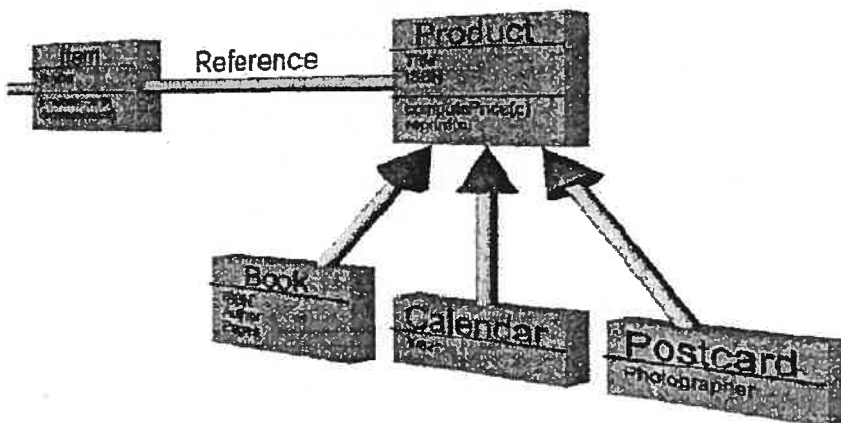 Item
Reference
Product
Title
ISBN
computePrice(c)
Book
Author
Pages
Calendar
Year
Postcard
Photographer